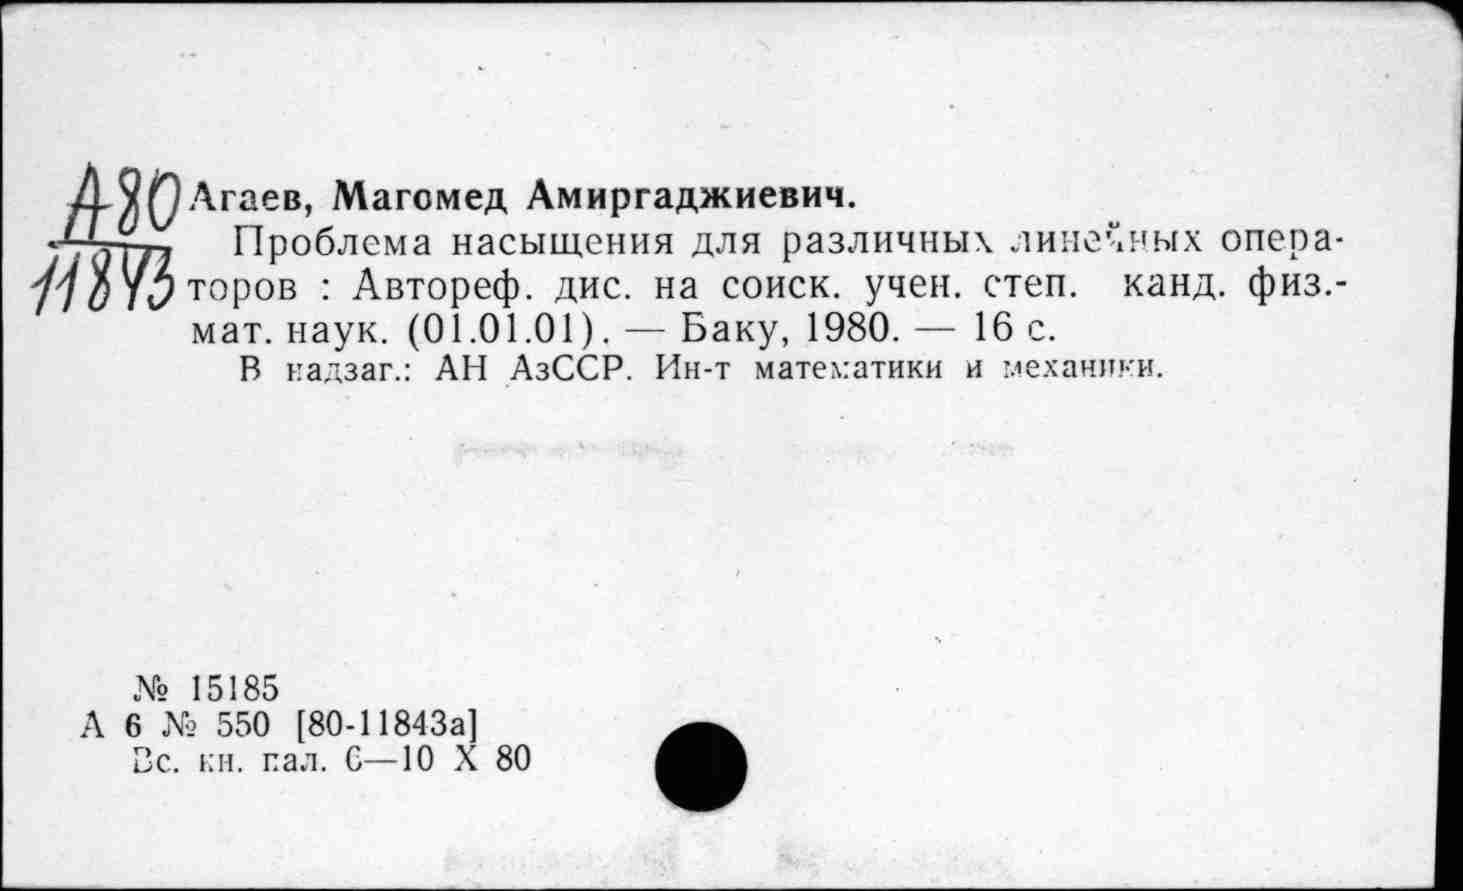 А80
11843
Агаев, Магомед Амиргаджиевич.
Проблема насыщения для различных линейных опера-
торов : Автореф. дис. на соиск. учен. степ. канд. физ.-
мат. наук. (01.01.01). — Баку, 1980. — 16 с.
В надзаг.: АН АзССР. Ин-т математики и механики.
№ 15185
А 6 № 550 [80-11843а]
Вс. кн. пал. 6—10 X 80